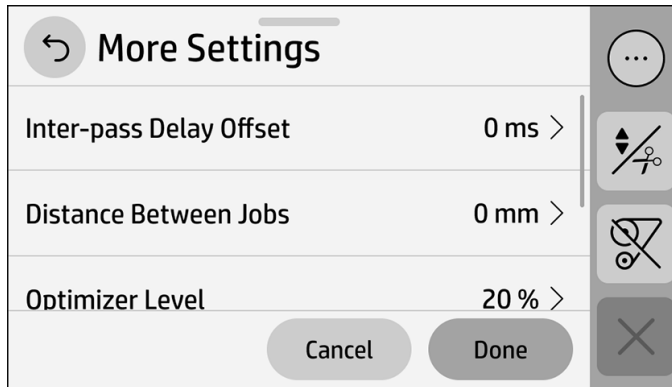 More Settings
Inter-pass Delay Offset 0 ms
Distance Between Jobs 0 mm
Optimizer Level 20 %
Cancel Done